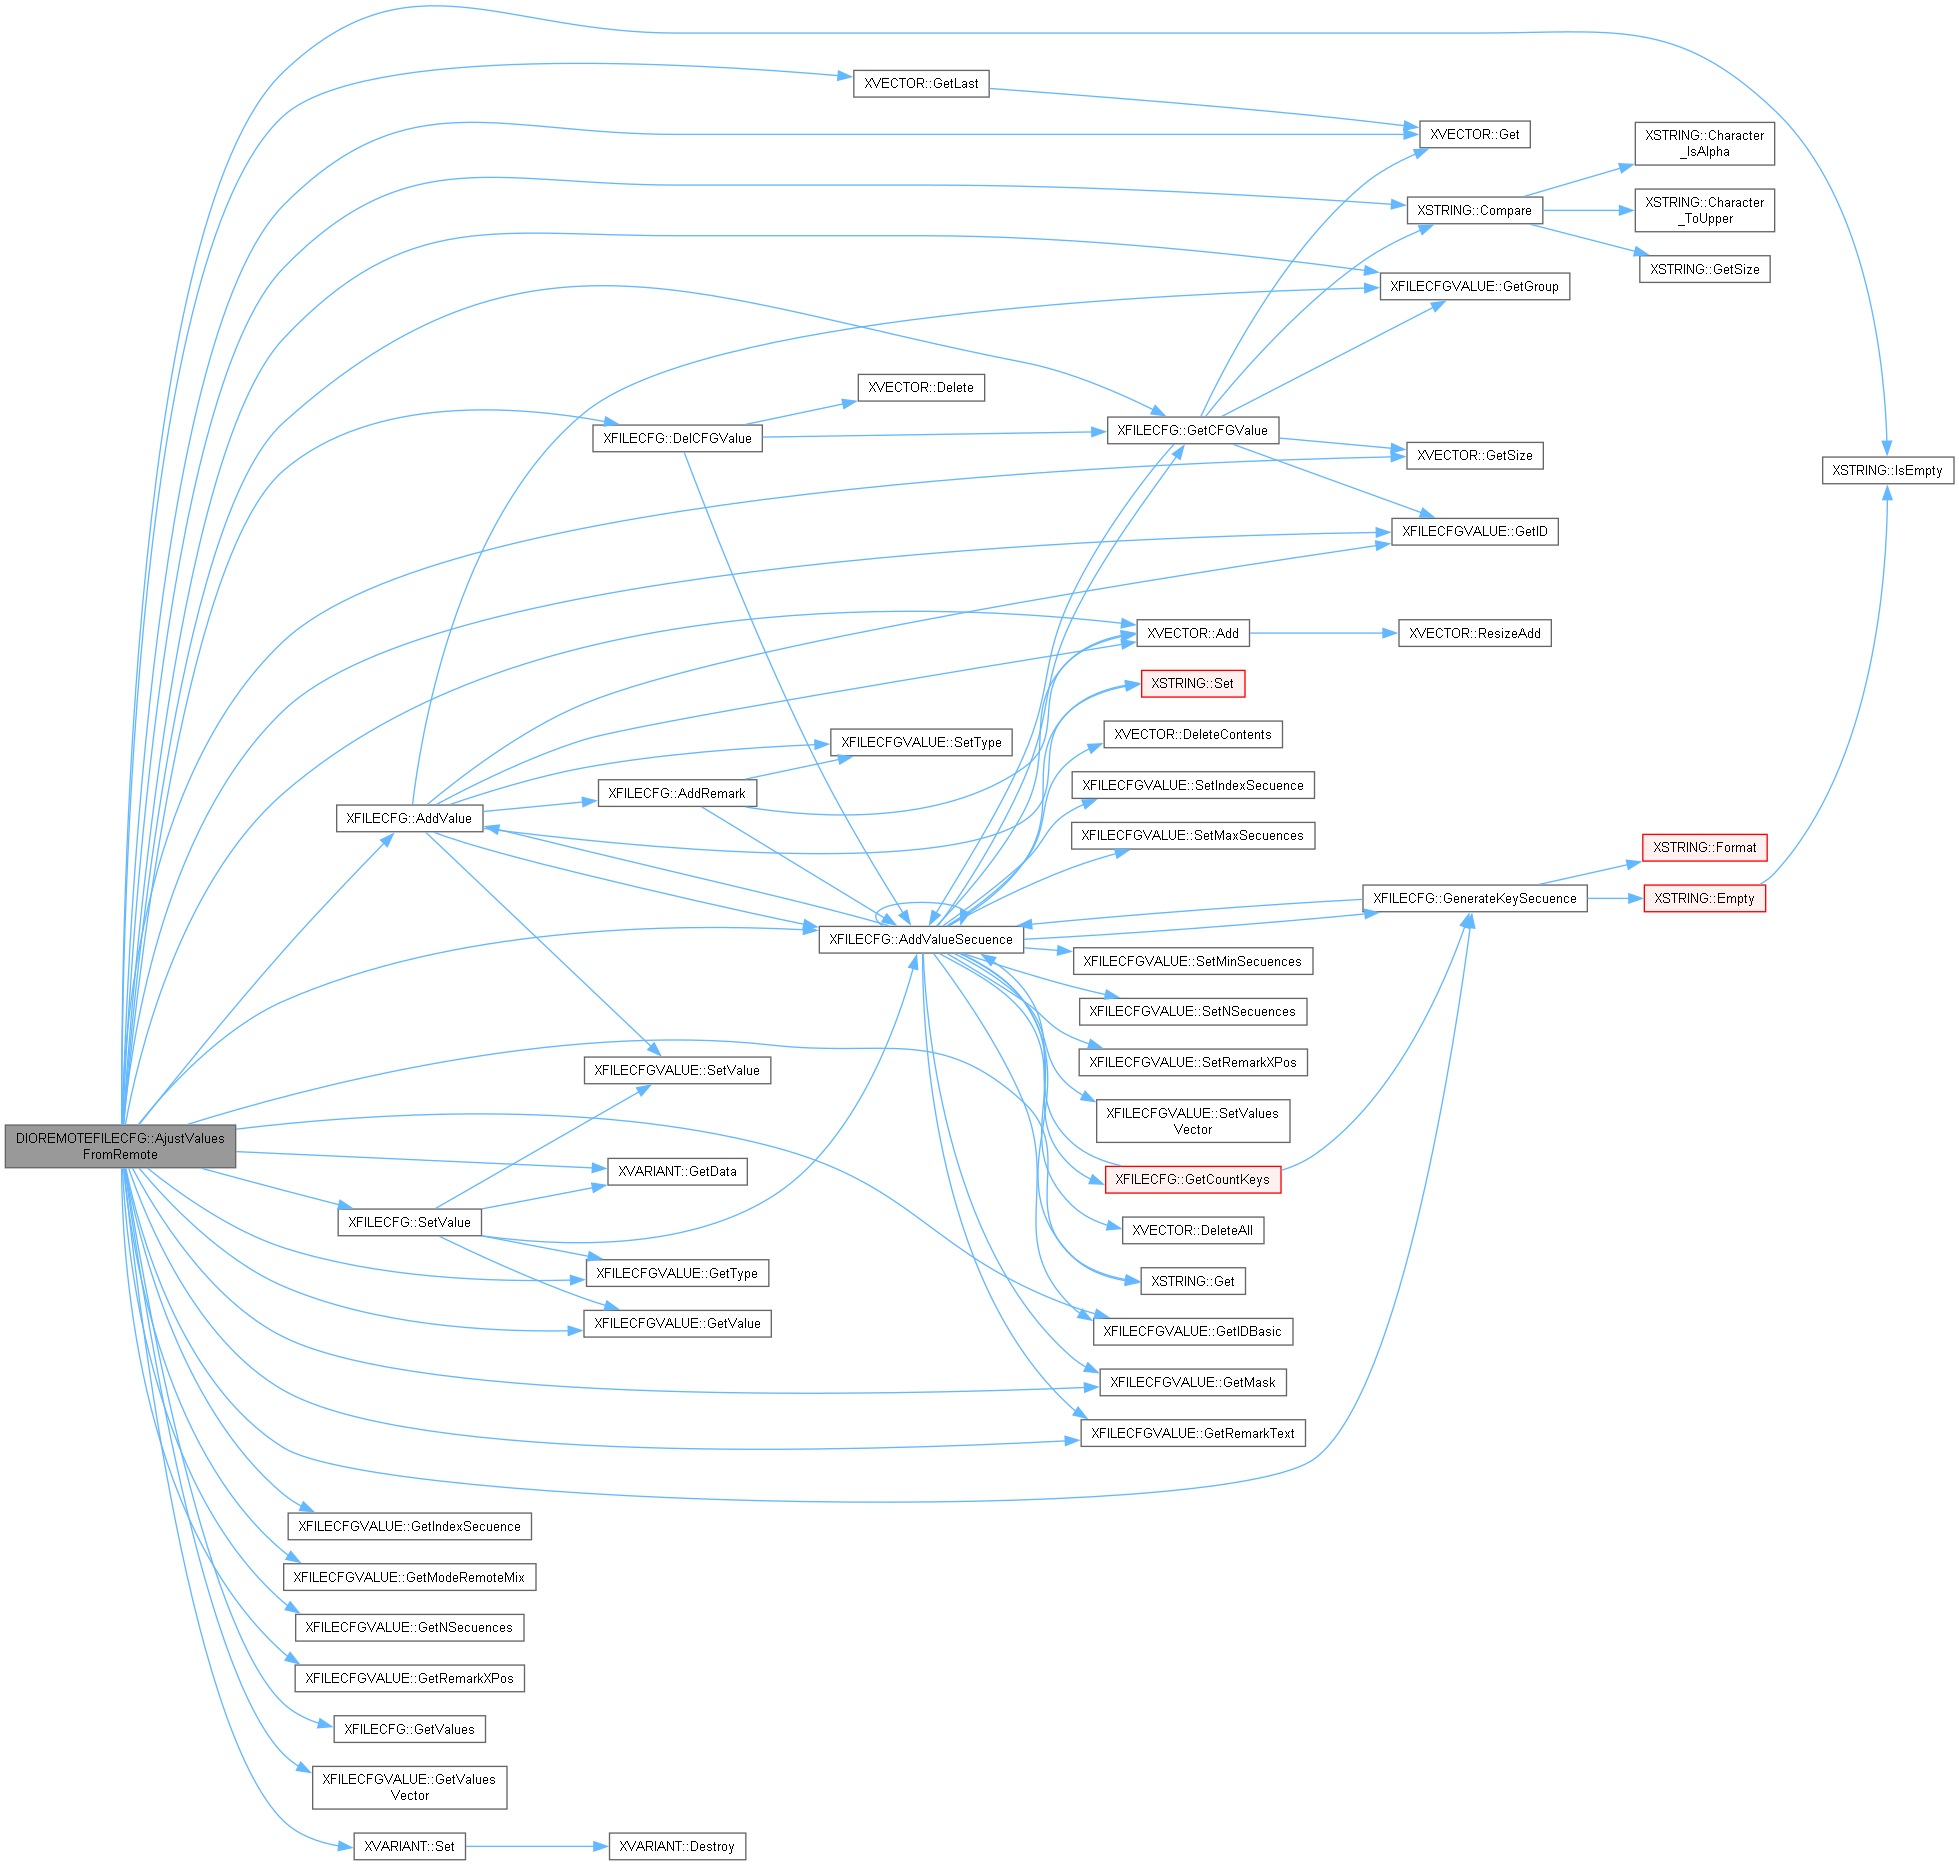 XVECTOR::GetLast
XVECTOR::Get
XSTRING::Character
_IsAlpha
XSTRING::Compare
XSTRING::Character
_ToUpper
XSTRING::GetSize
XFILECFGVALUE::GetGroup
XVECTOR::Delete
XFILECFG::DelCFGValue
XFILECFG::GetCFGValue
XVECTOR::GetSize
XSTRING::IsEmpty
XFILECFGVALUE::GetID
XVECTOR::Add
XVECTOR::ResizeAdd
XSTRING::Set
XVECTOR::DeleteContents
XFILECFGVALUE::SetType
XFILECFGVALUE::SetIndexSecuence
XFILECFG::AddRemark
XFILECFG::AddValue
XFILECFGVALUE::SetMaxSecuences
XSTRING::Format
XFILECFG::GenerateKeySecuence
XSTRING::Empty
XFILECFG::AddValueSecuence
XFILECFGVALUE::SetMinSecuences
XFILECFGVALUE::SetNSecuences
XFILECFGVALUE::SetRemarkXPos
XFILECFGVALUE::SetValue
XFILECFGVALUE::SetValues
Vector
DIOREMOTEFILECFG::AjustValues
FromRemote
XVARIANT::GetData
XFILECFG::GetCountKeys
XFILECFG::SetValue
XVECTOR::DeleteAll
XFILECFGVALUE::GetType
XSTRING::Get
XFILECFGVALUE::GetValue
XFILECFGVALUE::GetIDBasic
XFILECFGVALUE::GetMask
XFILECFGVALUE::GetRemarkText
XFILECFGVALUE::GetIndexSecuence
XFILECFGVALUE::GetModeRemoteMix
XFILECFGVALUE::GetNSecuences
XFILECFGVALUE::GetRemarkXPos
XFILECFG::GetValues
XFILECFGVALUE::GetValues
Vector
XVARIANT::Set
XVARIANT::Destroy